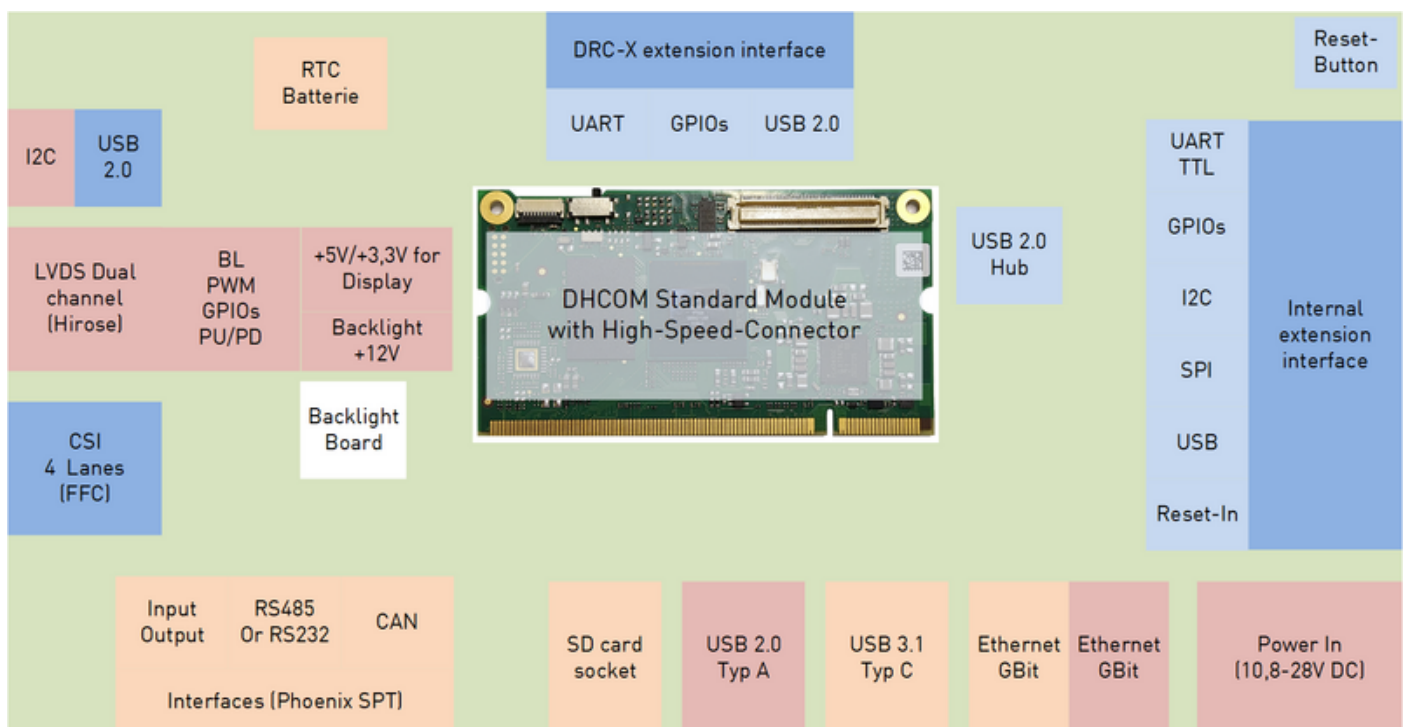 DRC-X extension interface
UART GPIOs USB 2.0
Reset-
Button
RTC
Batterie
I2C
USB
2.0
UART
TTL
GPIOs
I2C
SPI
USB
Reset-In
Internal
extension
interface
USB 2.0
Hub
DHCOM Standard Module
with High-Speed-Connector
LVDS Dual
channel
(Hirose)
BL
PWM
GPIOs
PU/PD
+5V/+3,3V for
Display
Backlight
+12V
Backlight
Board
CSI
4 Lanes
(FFC)
Input
Output
RS485
Or RS232
CAN
Interfaces (Phoenix SPT)
SD card
socket
USB 2.0
Typ A
USB 3.1
Typ C
Ethernet
GBit
Ethernet
GBit
Power In
(10,8-28V DC)